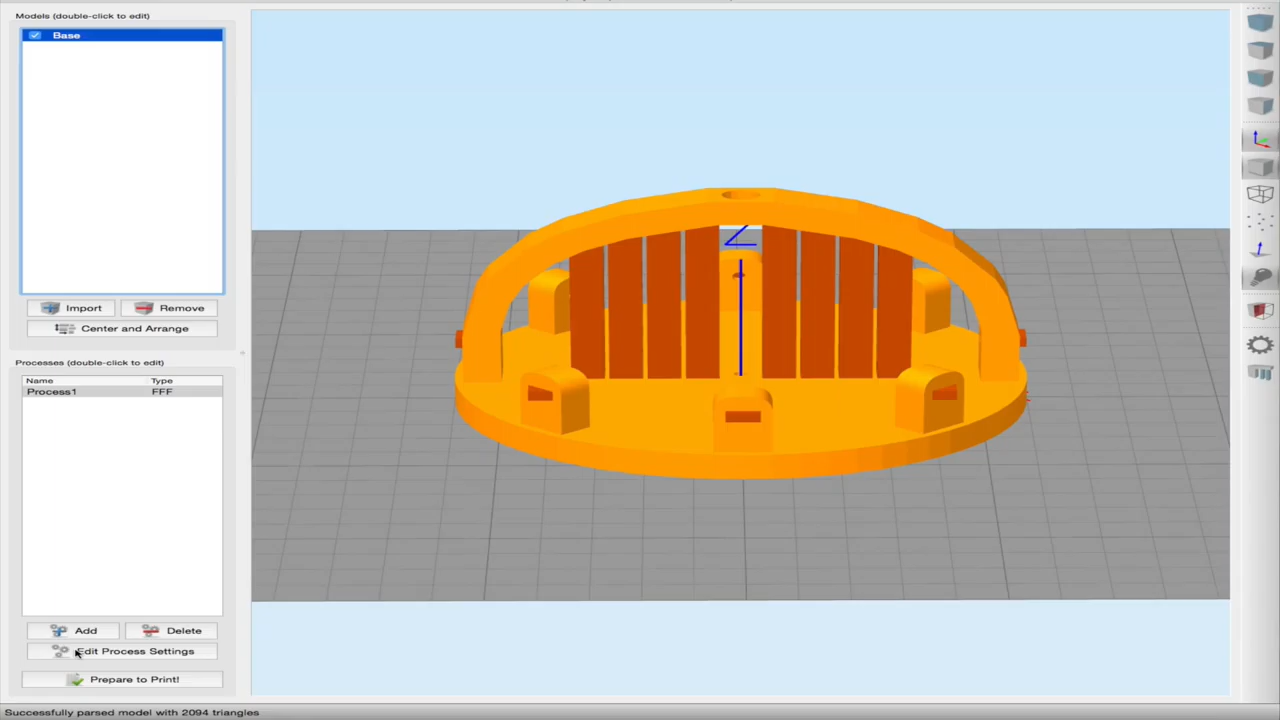 Models (double-click to edit)
Base
Import
Remove
Center and Arrange
Processes (double-click to edit)
Name Type
Process1 FFF
Add
Delete
Edit Process Settings
Prepare to Print!
Successfully parsed model with 2094 triangles